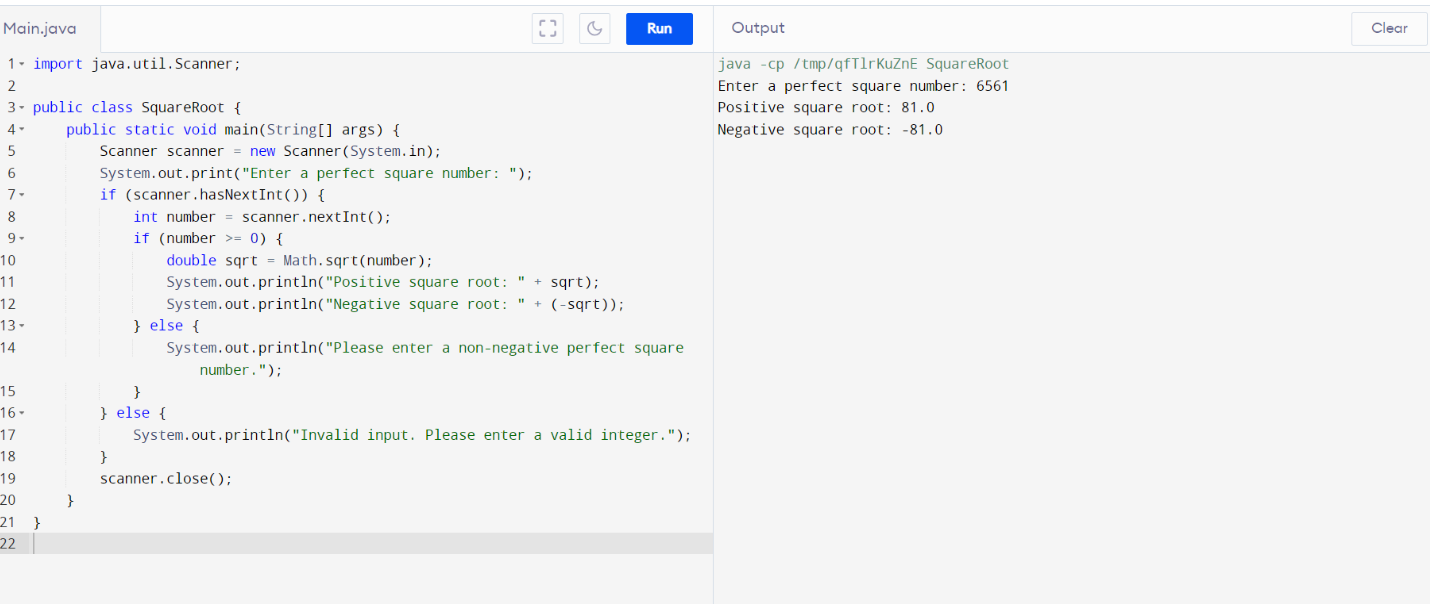 Main.java
Run
1 import java.util.Scanner;
2
3 public class SquareRoot {
4     public static void main(String[] args) {
5         Scanner scanner = new Scanner(System.in);
6         System.out.print("Enter a perfect square number: ");
7         if (scanner.hasNextInt()) {
8             int number = scanner.nextInt();
9             if (number >= 0) {
10                 double sqrt = Math.sqrt(number);
11                 System.out.println("Positive square root: " + sqrt);
12                 System.out.println("Negative square root: " + (-sqrt));
13             } else {
14                 System.out.println("Please enter a non-negative perfect square
                    number.");
15             }
16         } else {
17             System.out.println("Invalid input. Please enter a valid integer.");
18         }
19         scanner.close();
20     }
21 }
22
Output
Clear
java -cp /tmp/qfTlrKuZnE SquareRoot
Enter a perfect square number: 6561
Positive square root: 81.0
Negative square root: -81.0